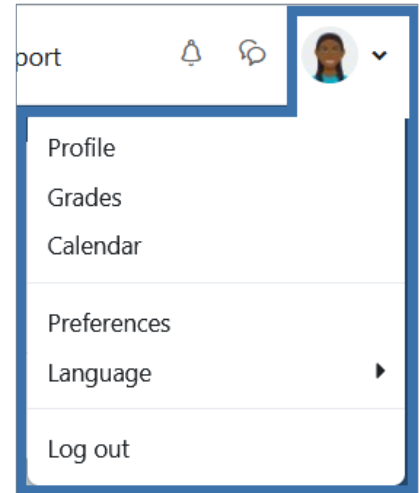 port
Profile
Grades
Calendar
Preferences
Language
Log out